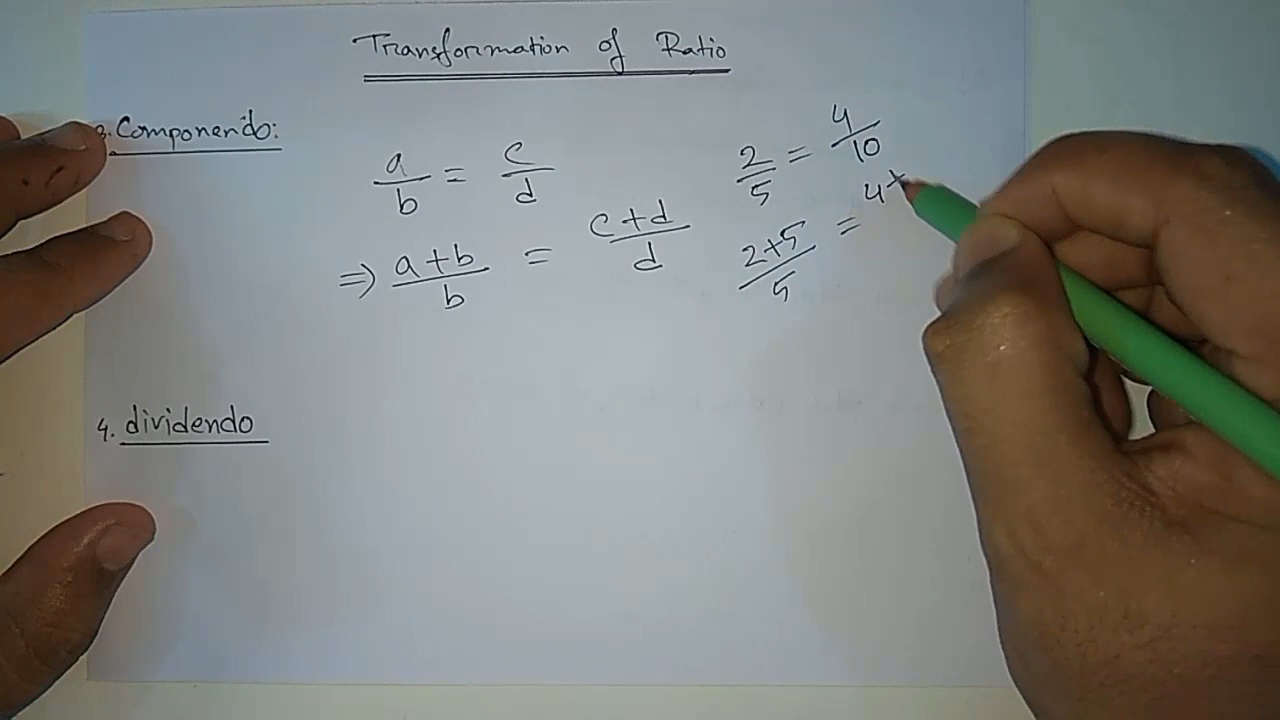 Transformation of Ratio
3. Componendo:
a/b = c/d
2/5 = 4/10
⇒ a+b/b = c+d/d
2+5/5 = 4+
4. dividendo